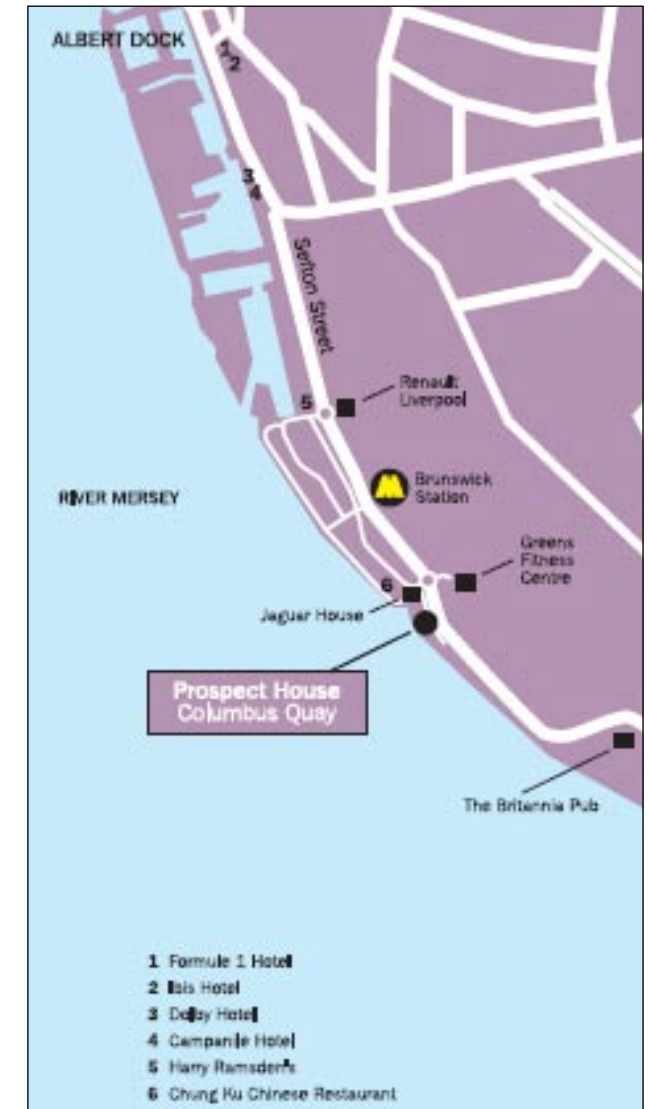 ALBERT DOCK
1
2
3
4
Sefton Street
5
Renault
Liverpool
RIVER MERSEY
Brunswick
Station
Greens
Fitness
Centre
6
Jaguar House
Prospect House
Columbus Quay
The Britannia Pub
1 Formule 1 Hotel
2 Ibis Hotel
3 Dolby Hotel
4 Campanile Hotel
5 Harry Ramsden's
6 Chung Ku Chinese Restaurant